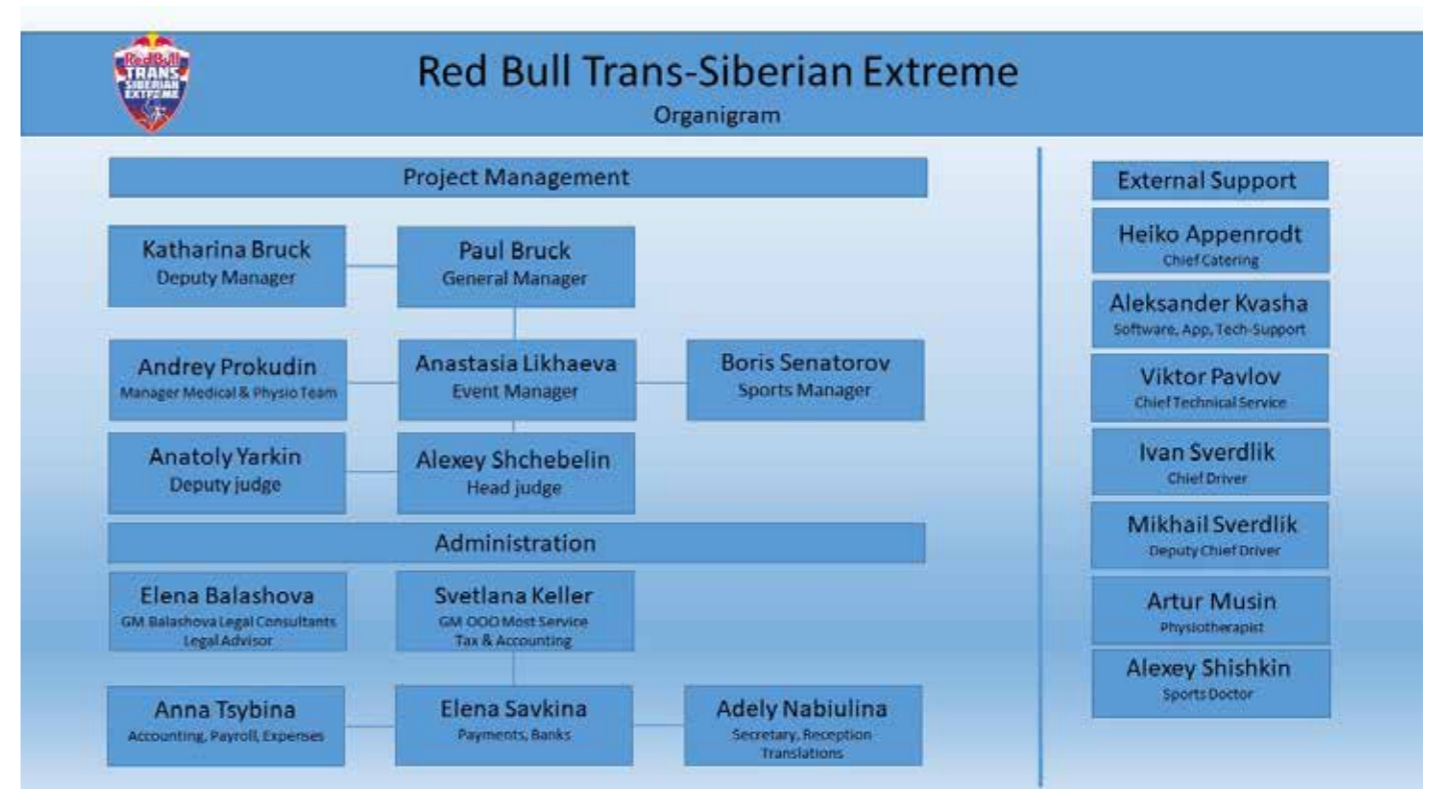 Red Bull
TRANS
SIBERIAN
EXTREME
Red Bull Trans-Siberian Extreme
Organigram
Project Management
Katharina Bruck
Deputy Manager
Paul Bruck
General Manager
Andrey Prokudin
Manager Medical & Physio Team
Anastasia Likhaeva
Event Manager
Boris Senatorov
Sports Manager
Anatoly Yarkin
Deputy judge
Alexey Shchebelin
Head judge
Administration
Elena Balashova
GM Balashova Legal Consultants
Legal Advisor
Svetlana Keller
GM OOO Most Service
Tax & Accounting
Anna Tsybina
Accounting, Payroll, Expenses
Elena Savkina
Payments, Banks
Adely Nabiulina
Secretary, Reception
Translations
External Support
Heiko Appenrodt
Chief Catering
Aleksander Kvasha
Software, App, Tech-Support
Viktor Pavlov
Chief Technical Service
Ivan Sverdlik
Chief Driver
Mikhail Sverdlik
Deputy Chief Driver
Artur Musin
Physiotherapist
Alexey Shishkin
Sports Doctor